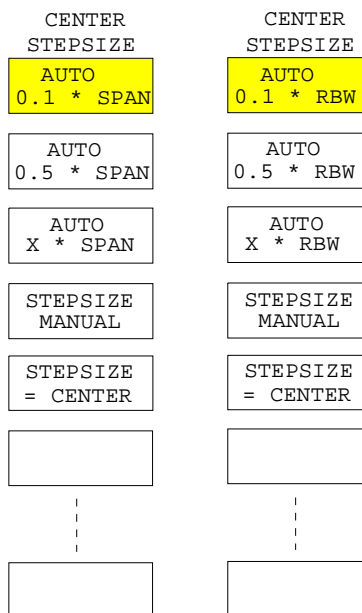 CENTER
STEPSIZE
AUTO
0.1 * SPAN
AUTO
0.5 * SPAN
AUTO
X * SPAN
STEPSIZE
MANUAL
STEPSIZE
= CENTER
CENTER
STEPSIZE
AUTO
0.1 * RBW
AUTO
0.5 * RBW
AUTO
X * RBW
STEPSIZE
MANUAL
STEPSIZE
= CENTER